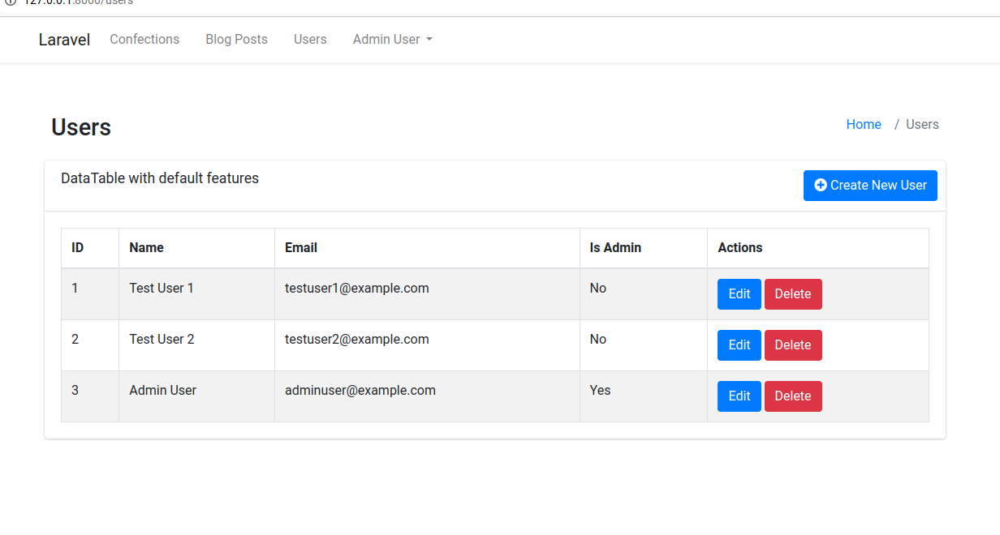 127.0.0.1:8000/users
Laravel Confections Blog Posts Users Admin User
Users
Home / Users
DataTable with default features
Create New User
ID Name Email Is Admin Actions
1 Test User 1 testuser1@example.com No Edit Delete
2 Test User 2 testuser2@example.com No Edit Delete
3 Admin User adminuser@example.com Yes Edit Delete